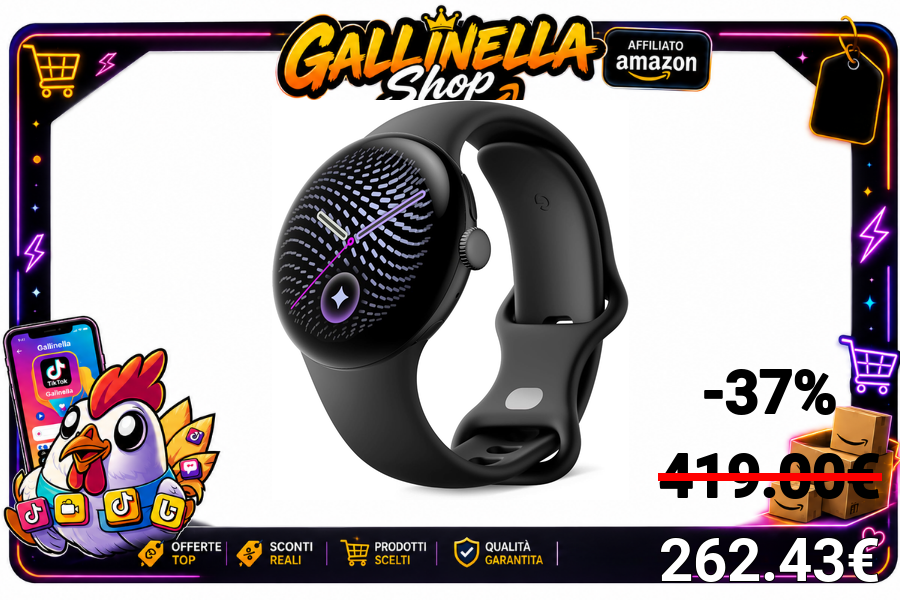 GALLINELLA
Shop
AFFILIATO
amazon
Gallinella
TikTok
Gallinella
-37%
419.00€
262.43€
OFFERTE
TOP
SCONTI
REALI
PRODOTTI
SCELTI
QUALITÀ
GARANTITA